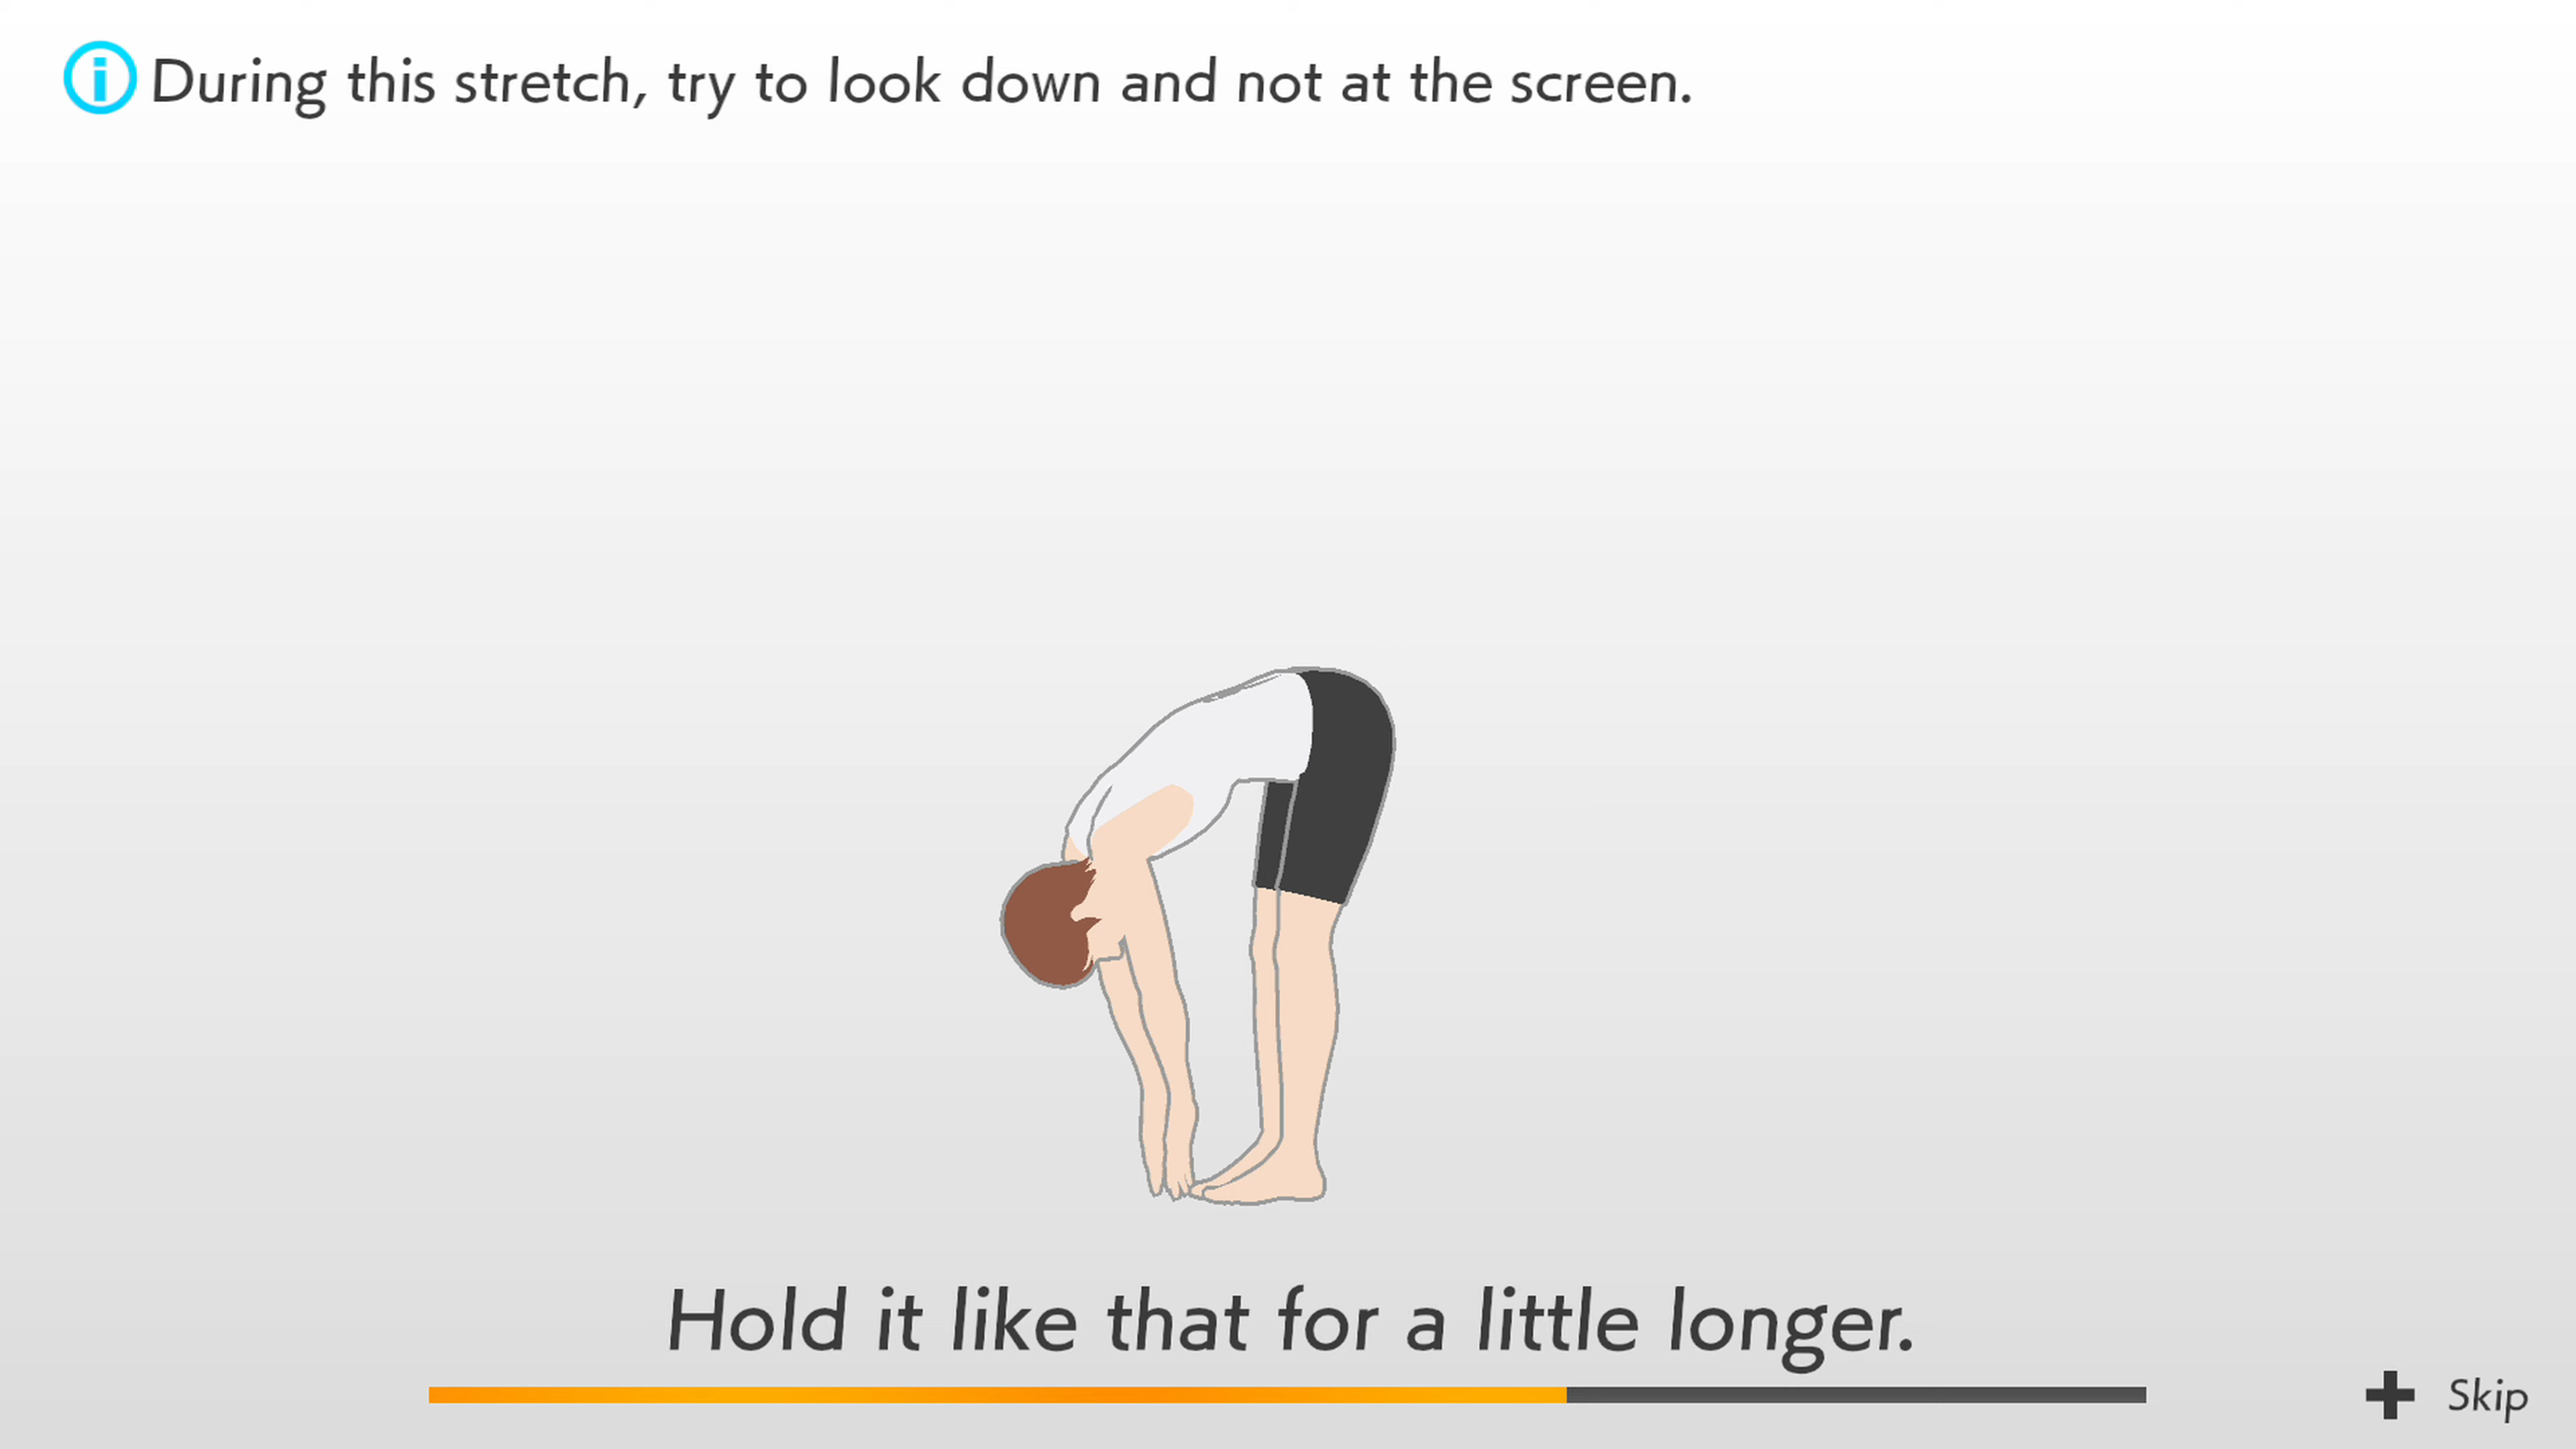 During this stretch, try to look down and not at the screen.
Hold it like that for a little longer.
Skip